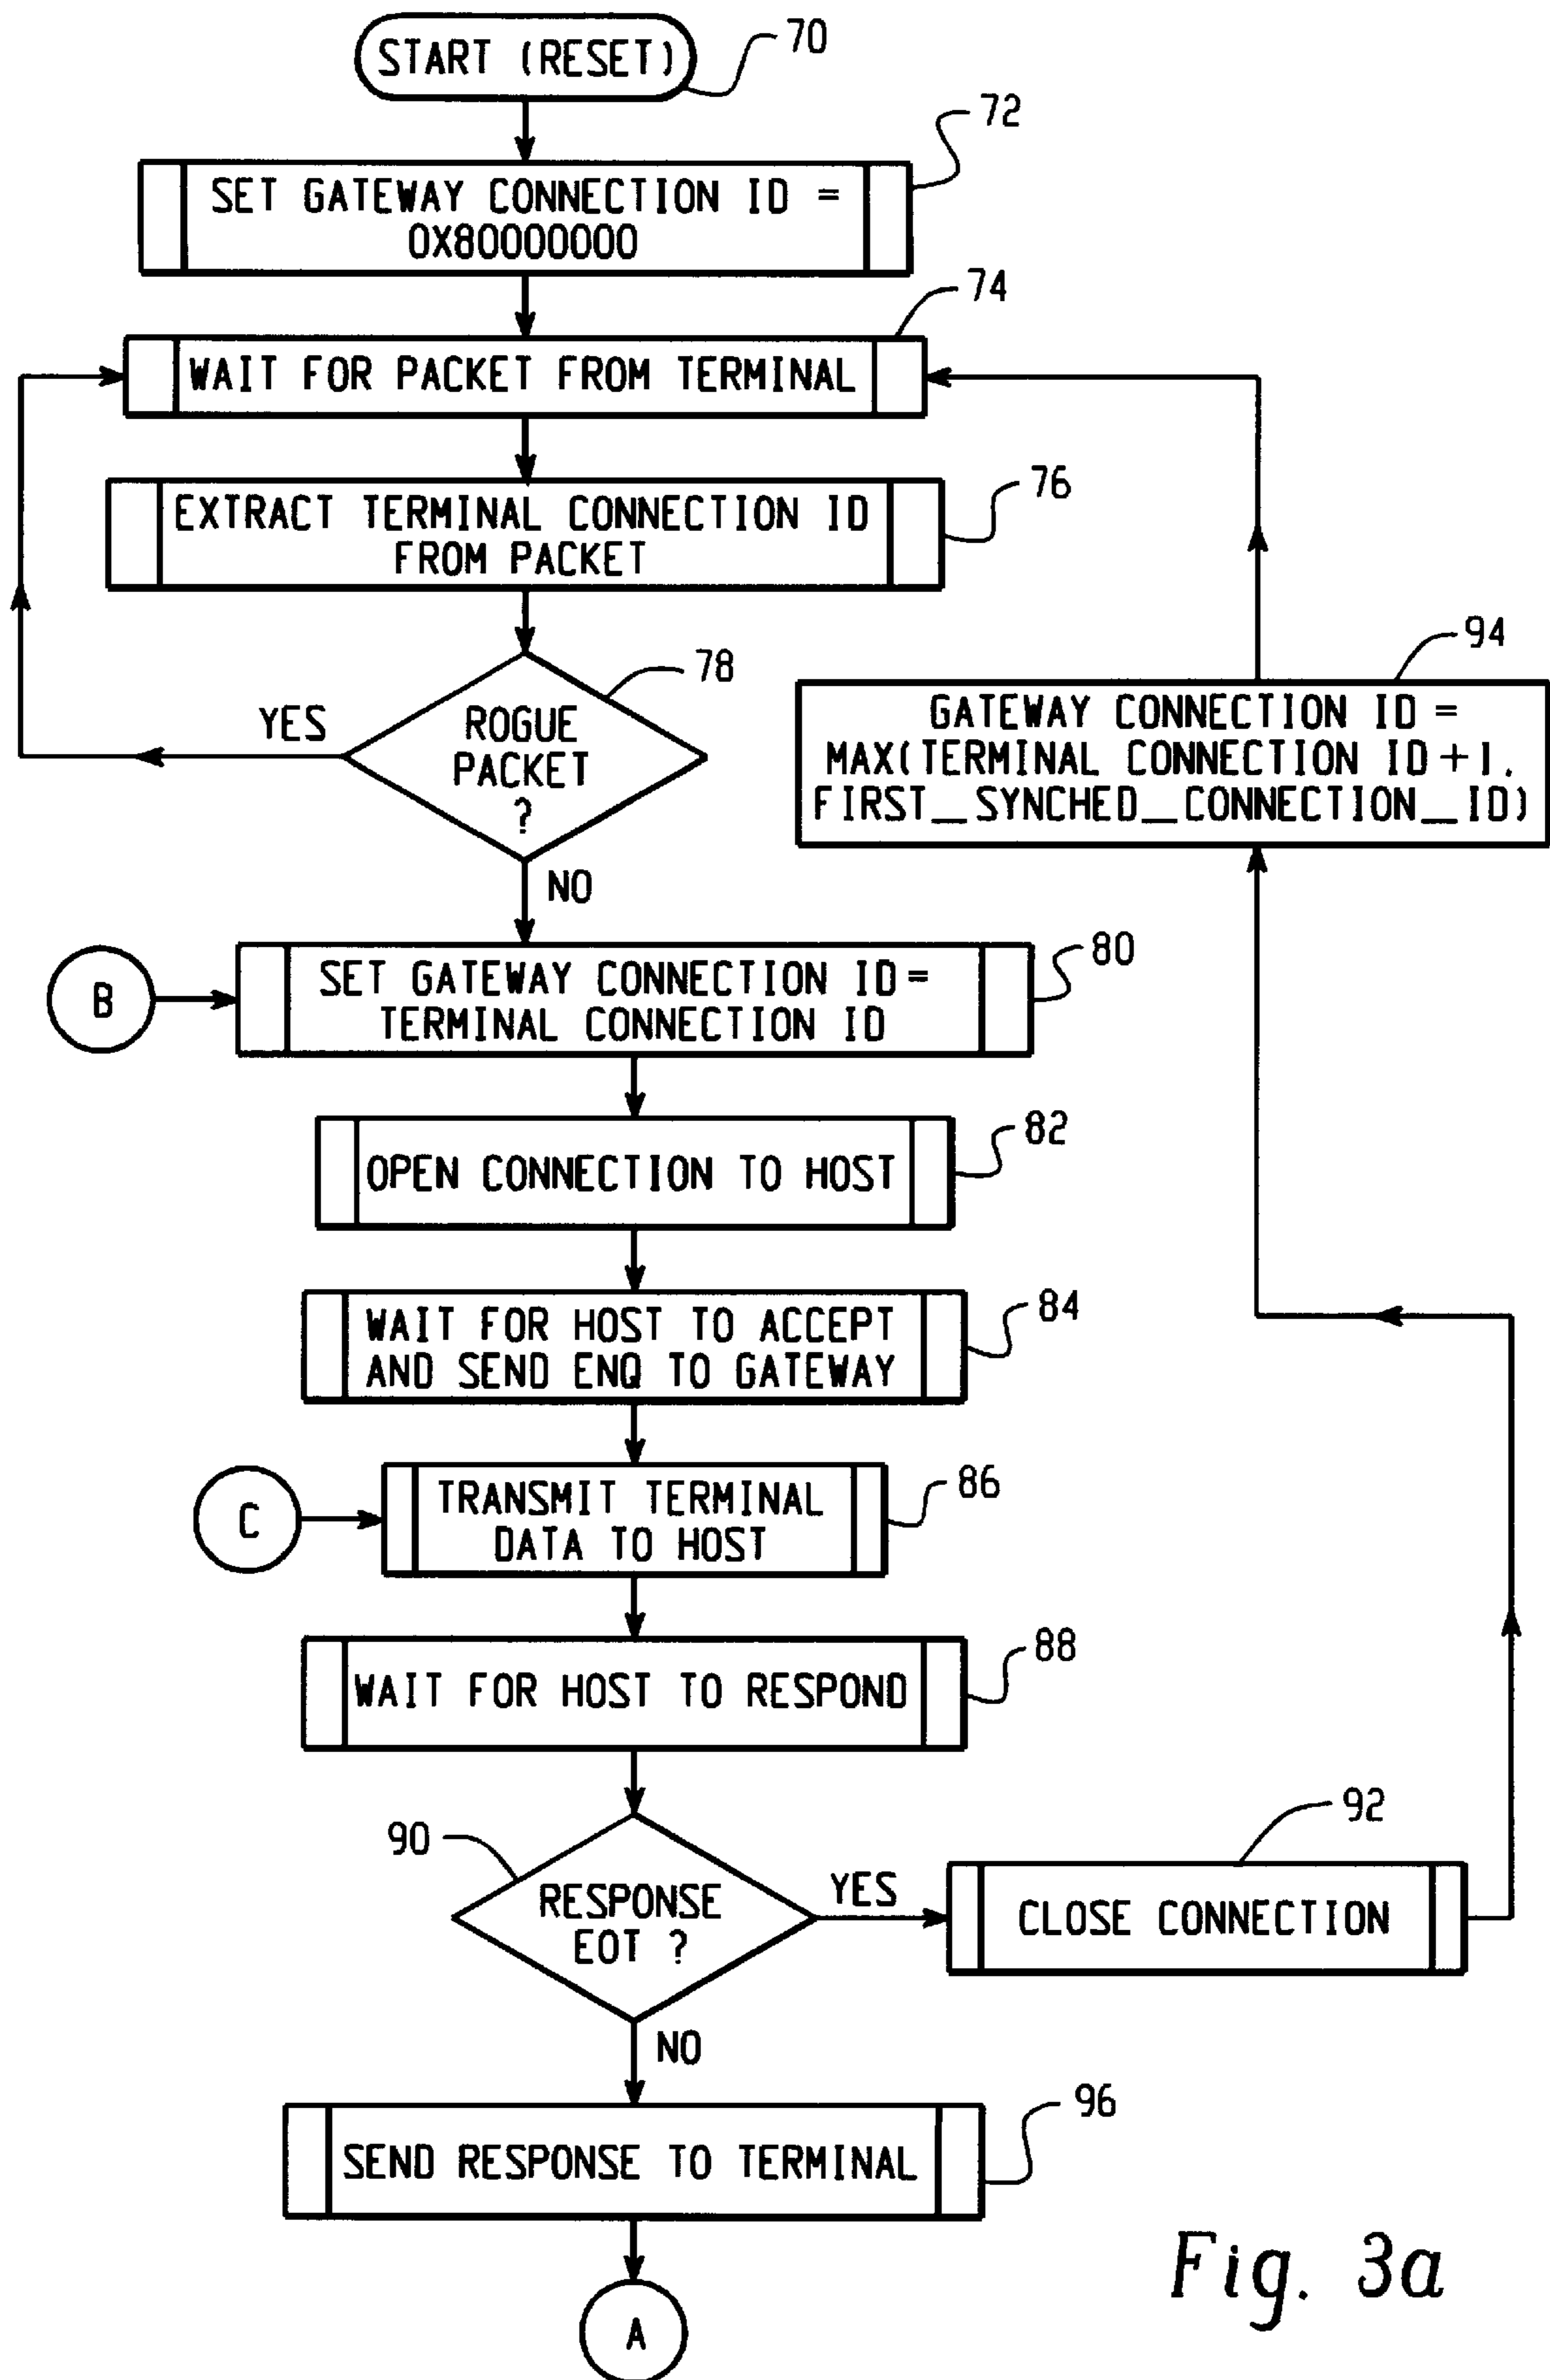 START (RESET)
70
72
SET GATEWAY CONNECTION ID =
0X80000000
74
WAIT FOR PACKET FROM TERMINAL
76
EXTRACT TERMINAL CONNECTION ID
FROM PACKET
78
ROGUE
PACKET
?
YES
NO
94
GATEWAY CONNECTION ID =
MAX(TERMINAL CONNECTION ID+1,
FIRST_SYNCHED_CONNECTION_ID)
B
80
SET GATEWAY CONNECTION ID=
TERMINAL CONNECTION ID
82
OPEN CONNECTION TO HOST
84
WAIT FOR HOST TO ACCEPT
AND SEND ENQ TO GATEWAY
C
86
TRANSMIT TERMINAL
DATA TO HOST
88
WAIT FOR HOST TO RESPOND
90
RESPONSE
EOT ?
YES
92
CLOSE CONNECTION
NO
96
SEND RESPONSE TO TERMINAL
A
Fig. 3a